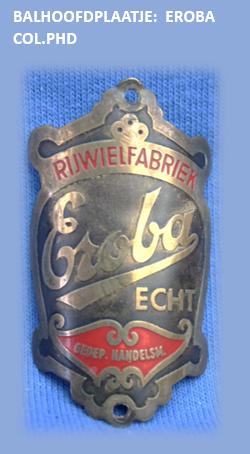 BALHOOFDPLAATJE: EROBA
COL.PHD
RIJWIELFABRIEK
Eroba
ECHT
GEDEP. HANDELSM.